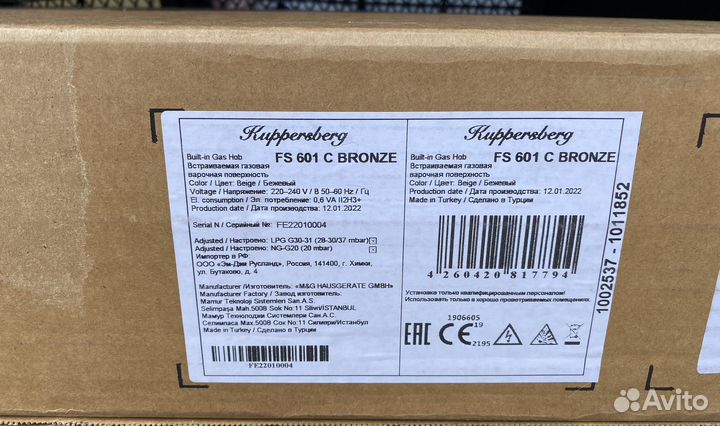 Kuppersberg
Built-in Gas Hob FS 601 C BRONZE
Встраиваемая газовая
варочная поверхность
Color / Цвет: Beige / Бежевый
Voltage / Напряжение: 220–240 V / В 50–60 Hz / Гц
El. consumption / Эл. потребление: 0,6 VA II2H3+
Production date / Дата производства: 12.01.2022
Serial N / Серийный №: FE22010004
Adjusted / Настроено: LPG G30-31 (28-30/37 mbar)
Adjusted / Настроено: NG-G20 (20 mbar)
Импортер в РФ:
ООО «Эм-Джи Русланд», Россия, 141400, г. Химки,
ул. Бутаково, д. 4
Manufacturer / Изготовитель: «M&G HAUSGERATE GMBH»
Manufacturer Factory / Завод изготовитель:
Mamur Teknoloji Sistemleri San.A.S.
Selimpaşa Mah.5008 Sok No:11 Silivri/ISTANBUL
Мамур Текнолоджи Системлери Сан.А.С.
Селимпаса Мах.5008 Сок No:11 Силиври/Истанбул
Made in Turkey / Сделано в Турции
FE22010004
Kuppersberg
Built-in Gas Hob FS 601 C BRONZE
Встраиваемая газовая
варочная поверхность
Color / Цвет: Beige / Бежевый
Production date / Дата производства: 12.01.2022
Made in Turkey / Сделано в Турции
4 260420 817794
Установка только квалифицированным специалистом!
Использовать только в хорошо проветриваемых помещениях.
1906605
EAC CE 19
2195
1002537 - 1011852
Avito